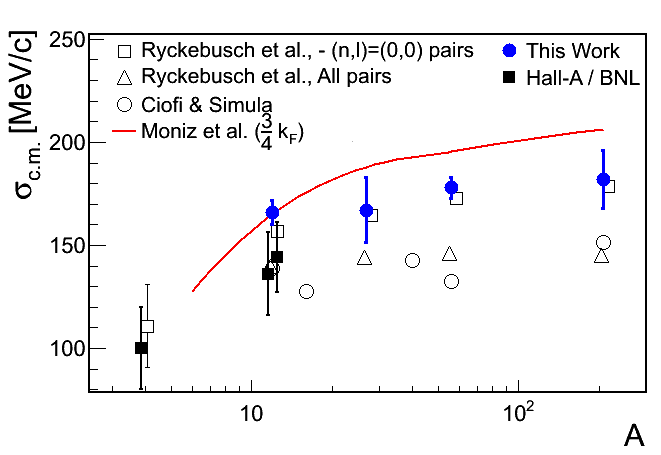 σc.m. [MeV/c]
250
200
150
100
Ryckebusch et al., - (n,l)=(0,0) pairs
Ryckebusch et al., All pairs
Ciofi & Simula
Moniz et al. (3/4 kF)
This Work
Hall-A / BNL
10
10²
A